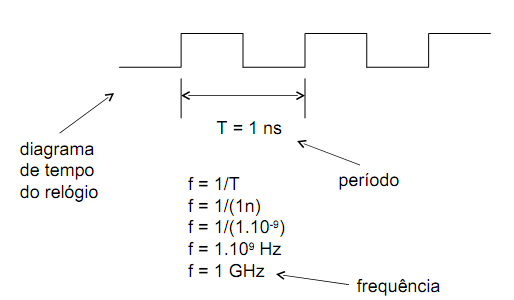 T = 1 ns
diagrama
de tempo
do relógio
período
f = 1/T
f = 1/(1n)
f = 1/(1.10⁻⁹)
f = 1.10⁹ Hz
f = 1 GHz
frequência